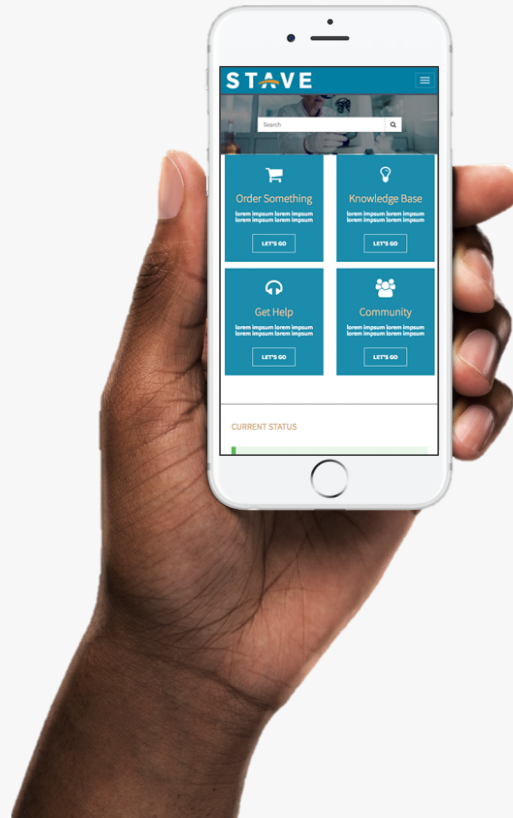 STAVE
Search
Order Something
lorem impsum lorem impsum
lorem impsum lorem impsum
LET'S GO
Knowledge Base
lorem impsum lorem impsum
lorem impsum lorem impsum
LET'S GO
Get Help
lorem impsum lorem impsum
lorem impsum lorem impsum
LET'S GO
Community
lorem impsum lorem impsum
lorem impsum lorem impsum
LET'S GO
CURRENT STATUS